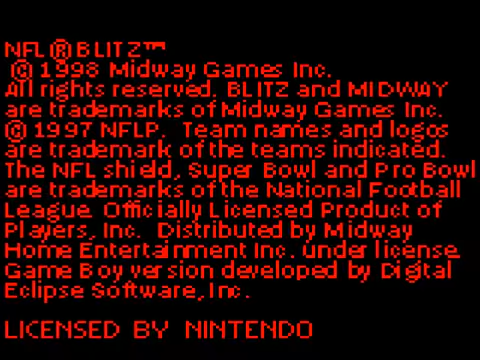 NFL® BLITZ™
© 1998 Midway Games Inc.
All rights reserved. BLITZ and MIDWAY
are trademarks of Midway Games Inc.
© 1997 NFLP. Team names and logos
are trademark of the teams indicated.
The NFL shield, Super Bowl and Pro Bowl
are trademarks of the National Football
League. Officially Licensed Product of
Players, Inc. Distributed by Midway
Home Entertainment Inc. under license.
Game Boy version developed by Digital
Eclipse Software, Inc.
LICENSED BY NINTENDO